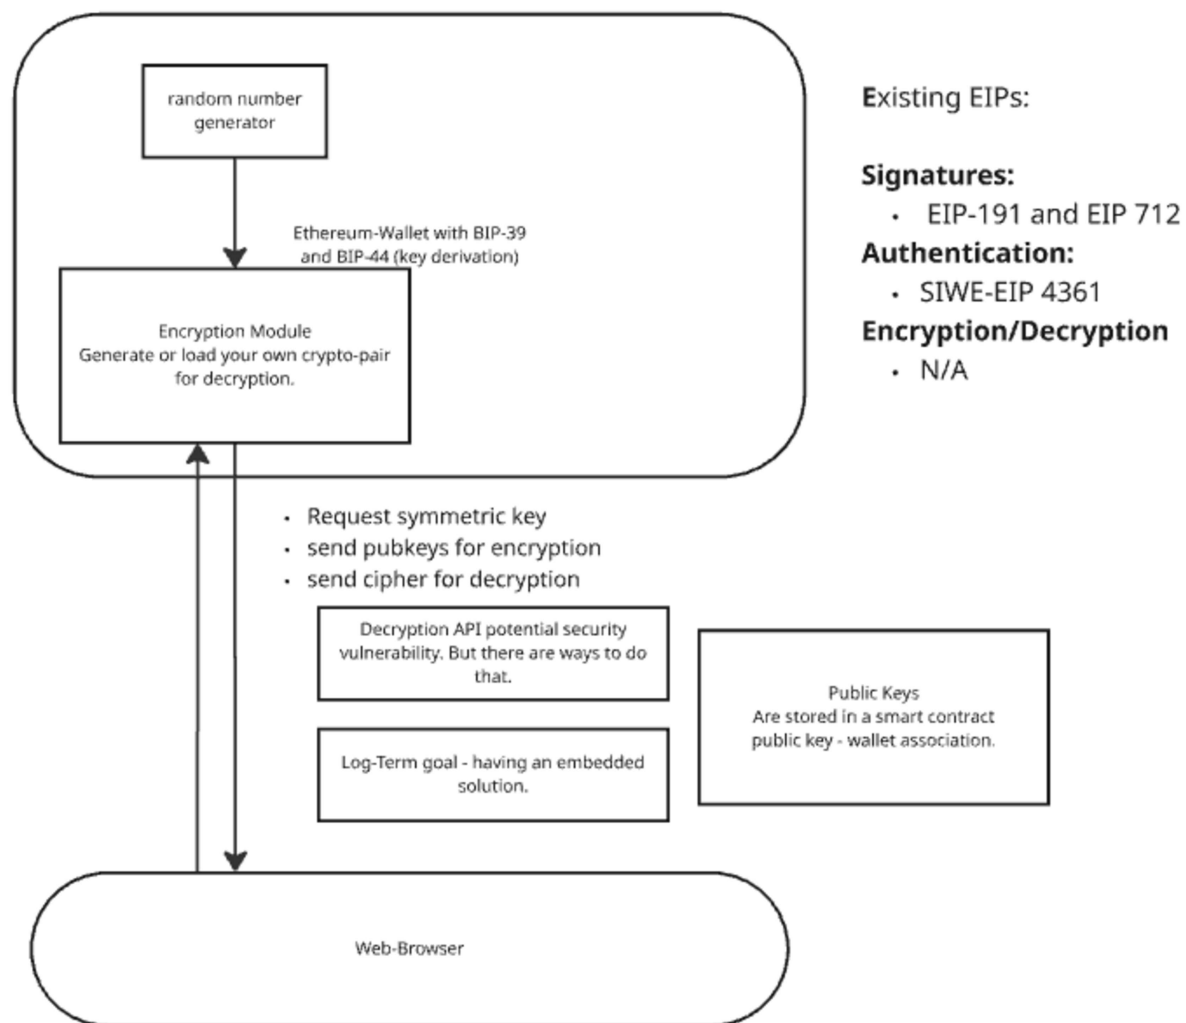 random number
generator
Ethereum-Wallet with BIP-39
and BIP-44 (key derivation)
Encryption Module
Generate or load your own crypto-pair
for decryption.
Existing EIPs:
Signatures:
• EIP-191 and EIP 712
Authentication:
• SIWE-EIP 4361
Encryption/Decryption
• N/A
• Request symmetric key
• send pubkeys for encryption
• send cipher for decryption
Decryption API potential security
vulnerability. But there are ways to do
that.
Log-Term goal - having an embedded
solution.
Public Keys
Are stored in a smart contract
public key - wallet association.
Web-Browser